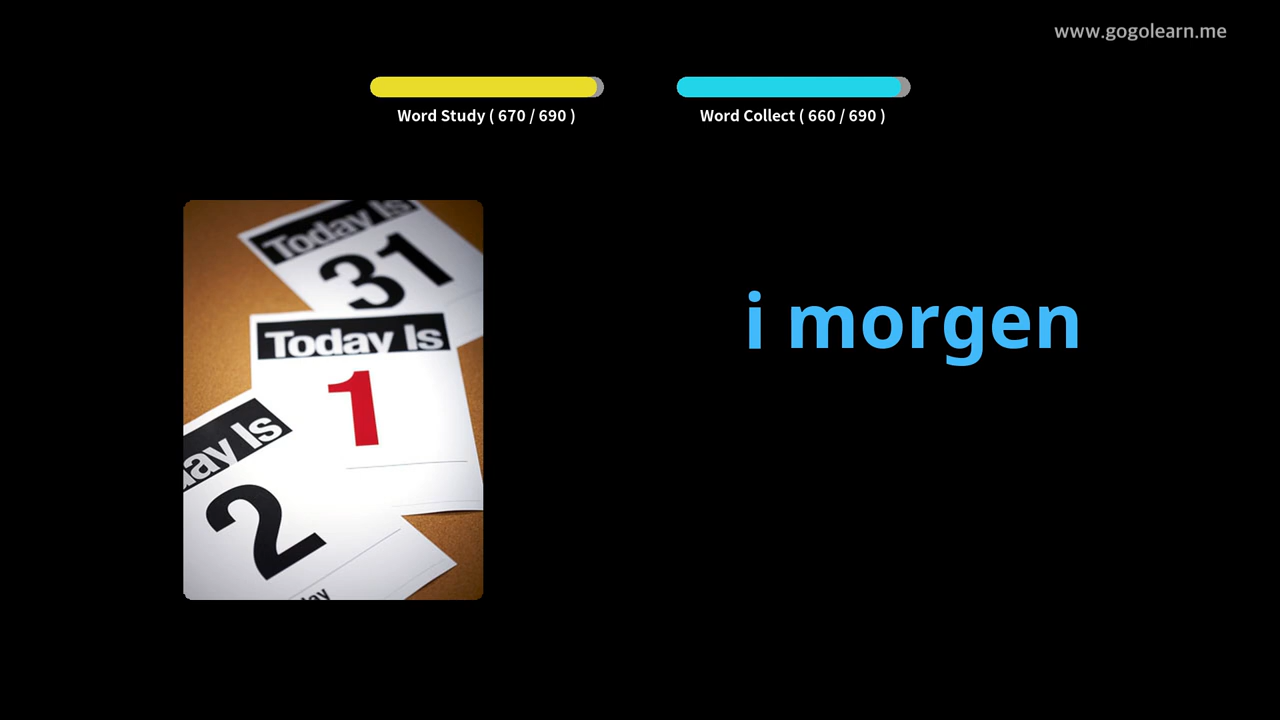 www.gogolearn.me
Word Study ( 670 / 690 )
Word Collect ( 660 / 690 )
Today Is
31
Today Is
1
i morgen
ay Is
2